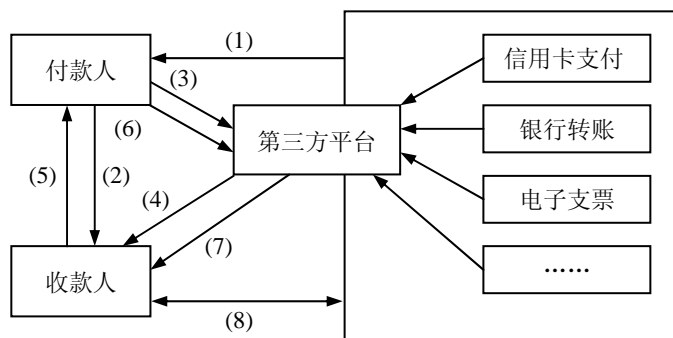 (1)
付款人
(3)
信用卡支付
(6)
第三方平台
银行转账
(5)
(2)
(4)
电子支票
(7)
收款人
……
(8)